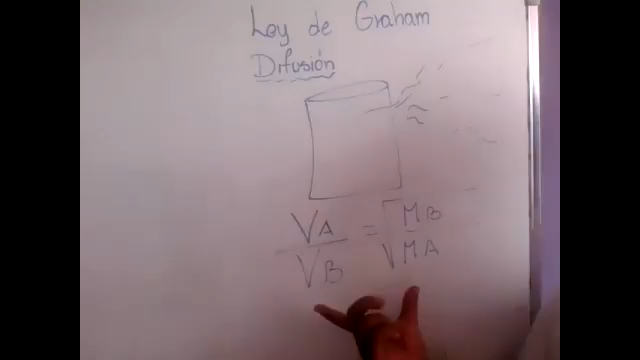 Ley de Graham
Difusión
VA / VB = √MB / MA